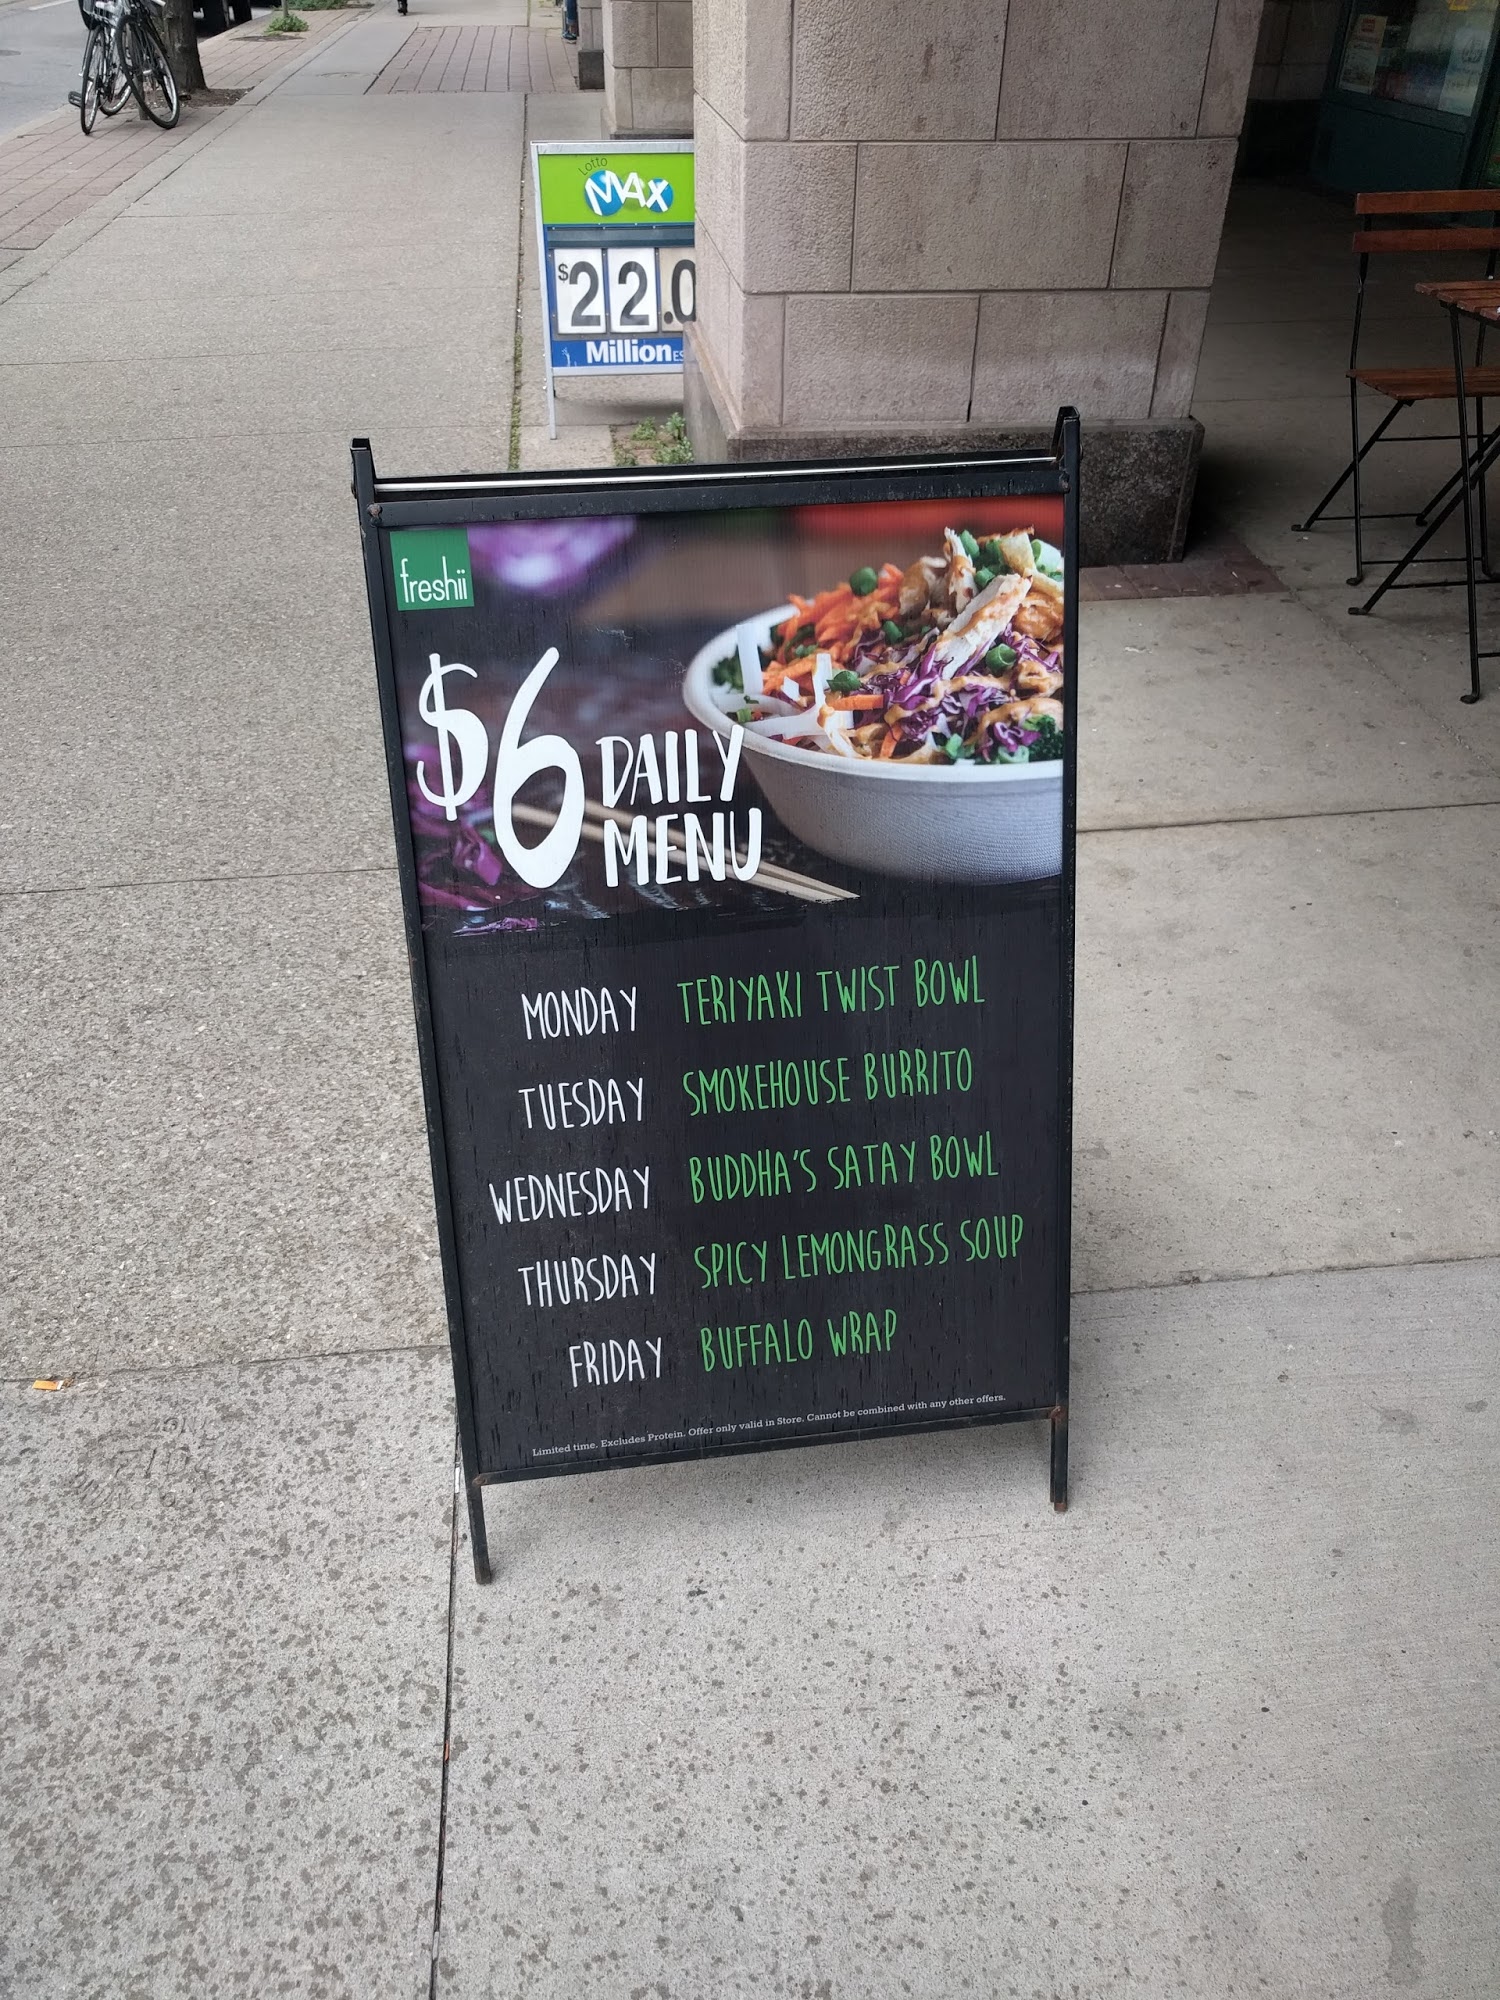 Lotto
MAX
$22.0
Million
freshii
$6 DAILY
MENU
MONDAY TERIYAKI TWIST BOWL
TUESDAY SMOKEHOUSE BURRITO
WEDNESDAY BUDDHA'S SATAY BOWL
THURSDAY SPICY LEMONGRASS SOUP
FRIDAY BUFFALO WRAP
Limited time. Excludes Protein. Offer only valid in Store. Cannot be combined with any other offers.